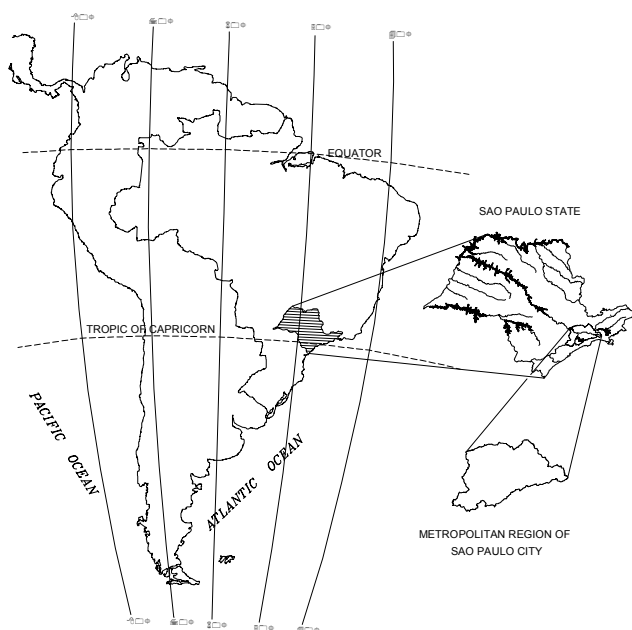 EQUATOR
SAO PAULO STATE
TROPIC OF CAPRICORN
PACIFIC OCEAN
ATLANTIC OCEAN
METROPOLITAN REGION OF
SAO PAULO CITY